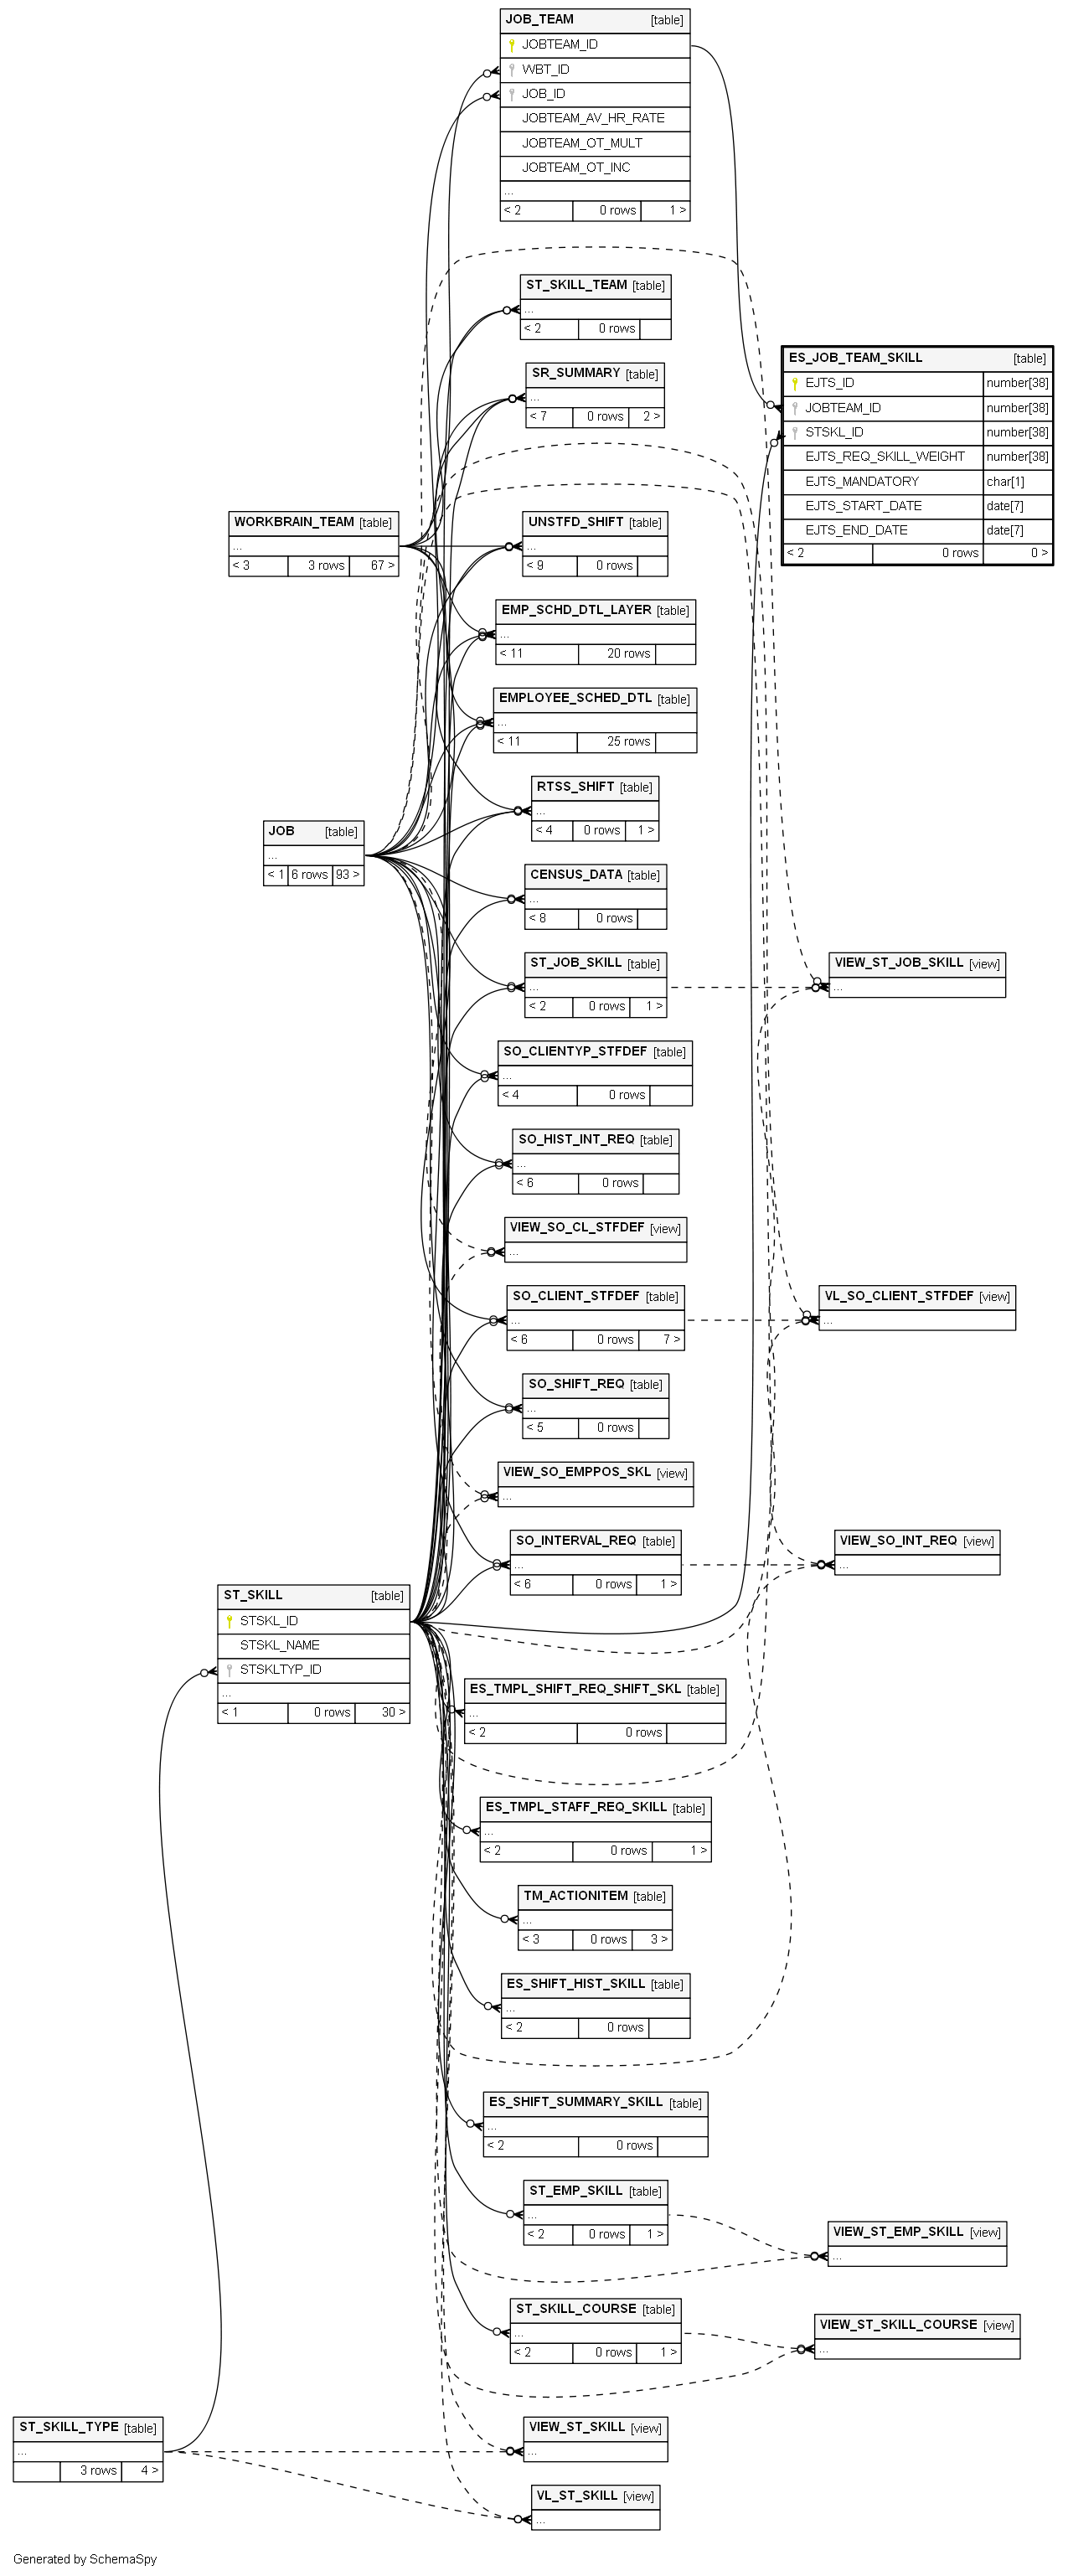 JOB_TEAM [table]
JOBTEAM_ID
WBT_ID
JOB_ID
JOBTEAM_AV_HR_RATE
JOBTEAM_OT_MULT
JOBTEAM_OT_INC
...
< 2 0 rows 1 >
ST_SKILL_TEAM [table]
...
< 2 0 rows
ES_JOB_TEAM_SKILL [table]
EJTS_ID number[38]
JOBTEAM_ID number[38]
STSKL_ID number[38]
EJTS_REQ_SKILL_WEIGHT number[38]
EJTS_MANDATORY char[1]
EJTS_START_DATE date[7]
EJTS_END_DATE date[7]
< 2 0 rows 0 >
SR_SUMMARY [table]
...
< 7 0 rows 2 >
WORKBRAIN_TEAM [table]
...
< 3 3 rows 67 >
UNSTFD_SHIFT [table]
...
< 9 0 rows
EMP_SCHD_DTL_LAYER [table]
...
< 11 20 rows
EMPLOYEE_SCHED_DTL [table]
...
< 11 25 rows
RTSS_SHIFT [table]
...
< 4 0 rows 1 >
JOB [table]
...
< 1 6 rows 93 >
CENSUS_DATA [table]
...
< 8 0 rows
ST_JOB_SKILL [table]
...
< 2 0 rows 1 >
VIEW_ST_JOB_SKILL [view]
...
SO_CLIENTYP_STFDEF [table]
...
< 4 0 rows
SO_HIST_INT_REQ [table]
...
< 6 0 rows
VIEW_SO_CL_STFDEF [view]
...
SO_CLIENT_STFDEF [table]
...
< 6 0 rows 7 >
VL_SO_CLIENT_STFDEF [view]
...
SO_SHIFT_REQ [table]
...
< 5 0 rows
VIEW_SO_EMPPOS_SKL [view]
...
SO_INTERVAL_REQ [table]
...
< 6 0 rows 1 >
VIEW_SO_INT_REQ [view]
...
ST_SKILL [table]
STSKL_ID
STSKL_NAME
STSKLTYP_ID
...
< 1 0 rows 30 >
ES_TMPL_SHIFT_REQ_SHIFT_SKL [table]
...
< 2 0 rows
ES_TMPL_STAFF_REQ_SKILL [table]
...
< 2 0 rows 1 >
TM_ACTIONITEM [table]
...
< 3 0 rows 3 >
ES_SHIFT_HIST_SKILL [table]
...
< 2 0 rows
ES_SHIFT_SUMMARY_SKILL [table]
...
< 2 0 rows
ST_EMP_SKILL [table]
...
< 2 0 rows 1 >
VIEW_ST_EMP_SKILL [view]
...
ST_SKILL_COURSE [table]
...
< 2 0 rows 1 >
VIEW_ST_SKILL_COURSE [view]
...
ST_SKILL_TYPE [table]
...
3 rows 4 >
VIEW_ST_SKILL [view]
...
VL_ST_SKILL [view]
...
Generated by SchemaSpy